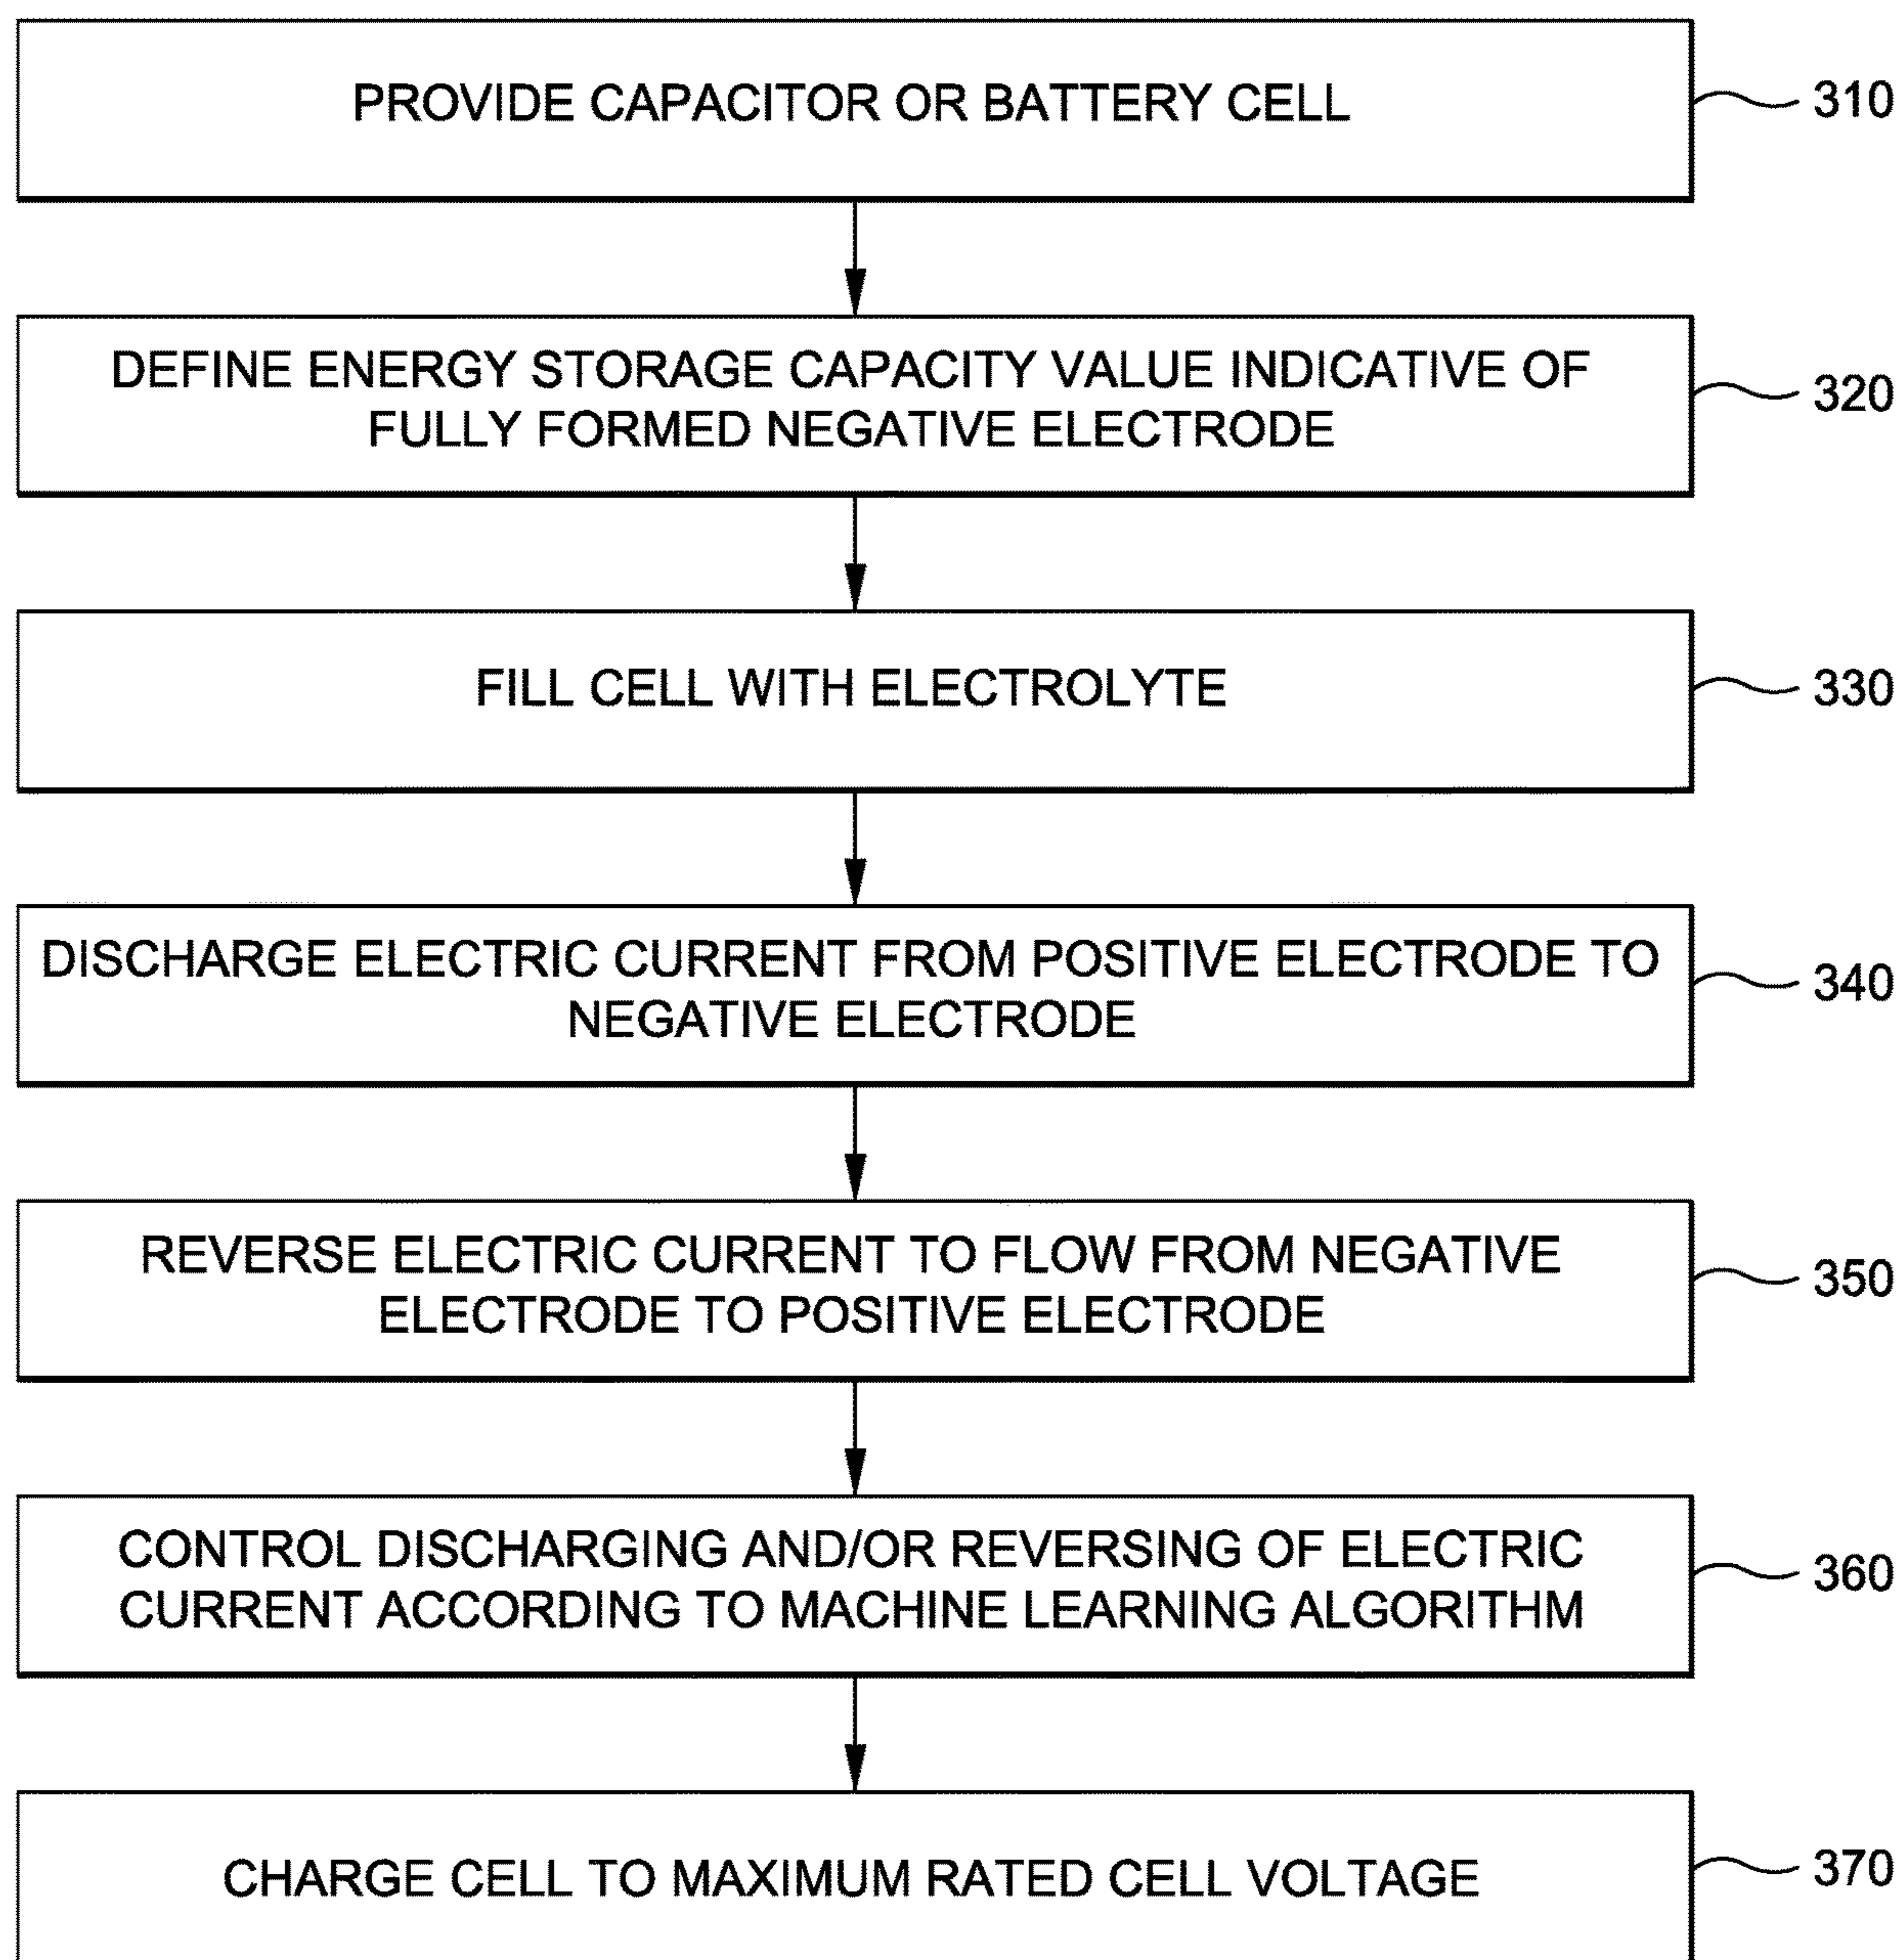 PROVIDE CAPACITOR OR BATTERY CELL
310
DEFINE ENERGY STORAGE CAPACITY VALUE INDICATIVE OF
FULLY FORMED NEGATIVE ELECTRODE
320
FILL CELL WITH ELECTROLYTE
330
DISCHARGE ELECTRIC CURRENT FROM POSITIVE ELECTRODE TO
NEGATIVE ELECTRODE
340
REVERSE ELECTRIC CURRENT TO FLOW FROM NEGATIVE
ELECTRODE TO POSITIVE ELECTRODE
350
CONTROL DISCHARGING AND/OR REVERSING OF ELECTRIC
CURRENT ACCORDING TO MACHINE LEARNING ALGORITHM
360
CHARGE CELL TO MAXIMUM RATED CELL VOLTAGE
370